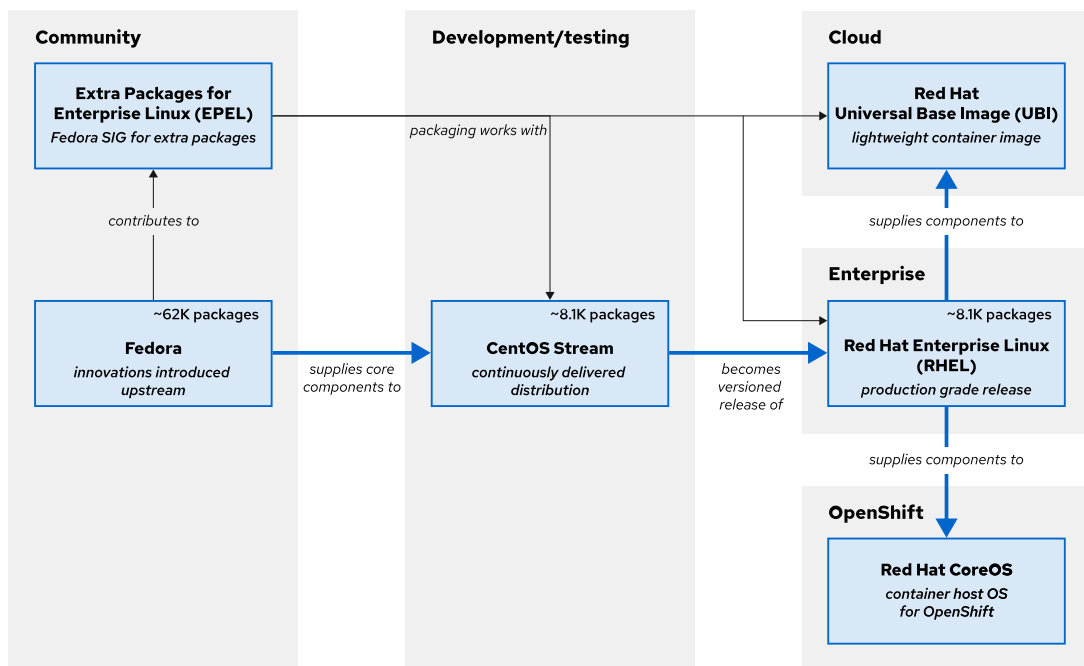 Community
Extra Packages for
Enterprise Linux (EPEL)
Fedora SIG for extra packages
contributes to
~62K packages
Fedora
innovations introduced
upstream
supplies core
components to
Development/testing
packaging works with
~8.1K packages
CentOS Stream
continuously delivered
distribution
becomes
versioned
release of
Cloud
Red Hat
Universal Base Image (UBI)
lightweight container image
supplies components to
Enterprise
~8.1K packages
Red Hat Enterprise Linux
(RHEL)
production grade release
supplies components to
OpenShift
Red Hat CoreOS
container host OS
for OpenShift